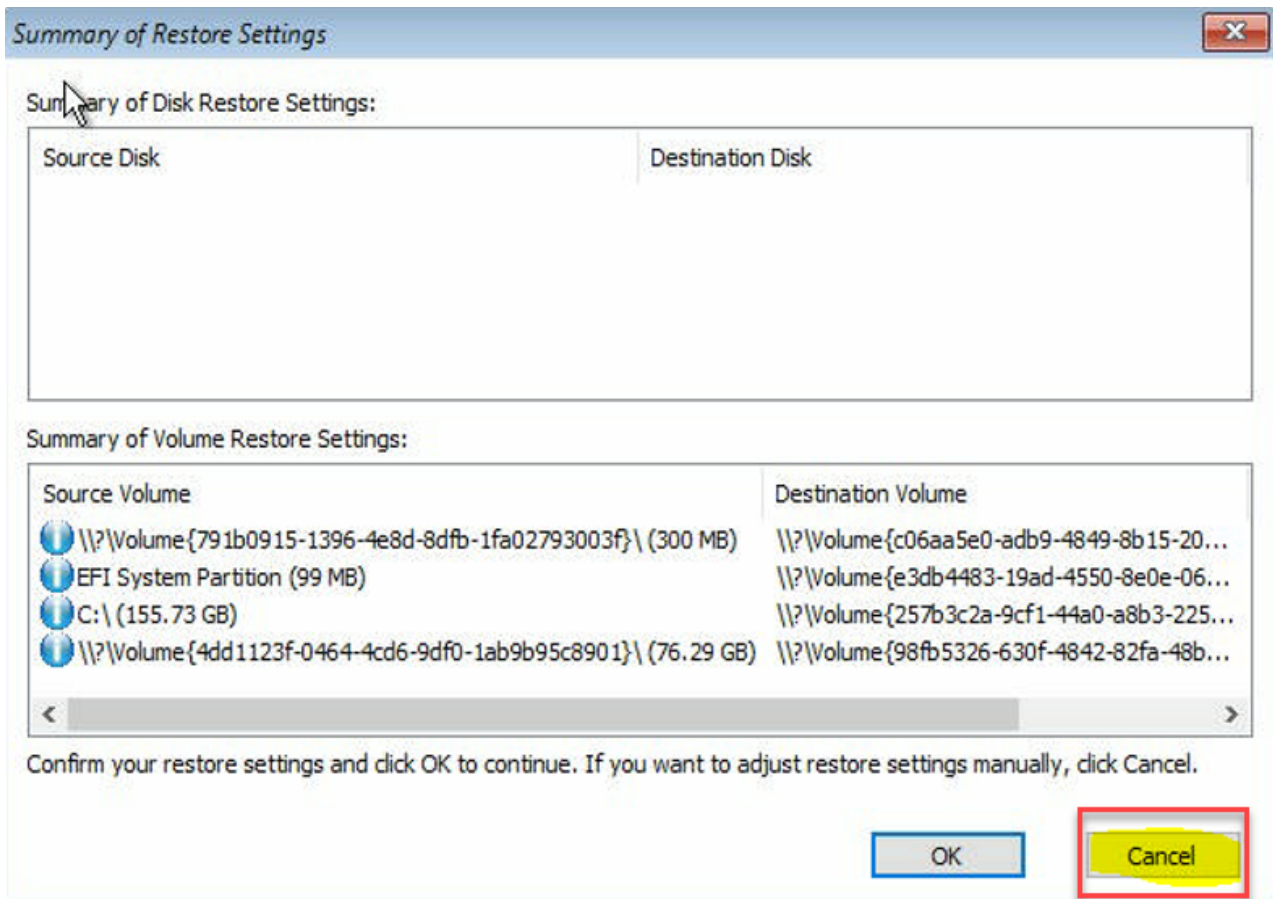 Summary of Restore Settings
Summary of Disk Restore Settings:
Source Disk Destination Disk
Summary of Volume Restore Settings:
Source Volume Destination Volume
\\?\Volume{791b0915-1396-4e8d-8dfb-1fa02793003f}\ (300 MB) \\?\Volume{c06aa5e0-adb9-4849-8b15-20...
EFI System Partition (99 MB) \\?\Volume{e3db4483-19ad-4550-8e0e-06...
C:\ (155.73 GB) \\?\Volume{257b3c2a-9cf1-44a0-a8b3-225...
\\?\Volume{4dd1123f-0464-4cd6-9df0-1ab9b95c8901}\ (76.29 GB) \\?\Volume{98fb5326-630f-4842-82fa-48b...
Confirm your restore settings and click OK to continue. If you want to adjust restore settings manually, click Cancel.
OK Cancel